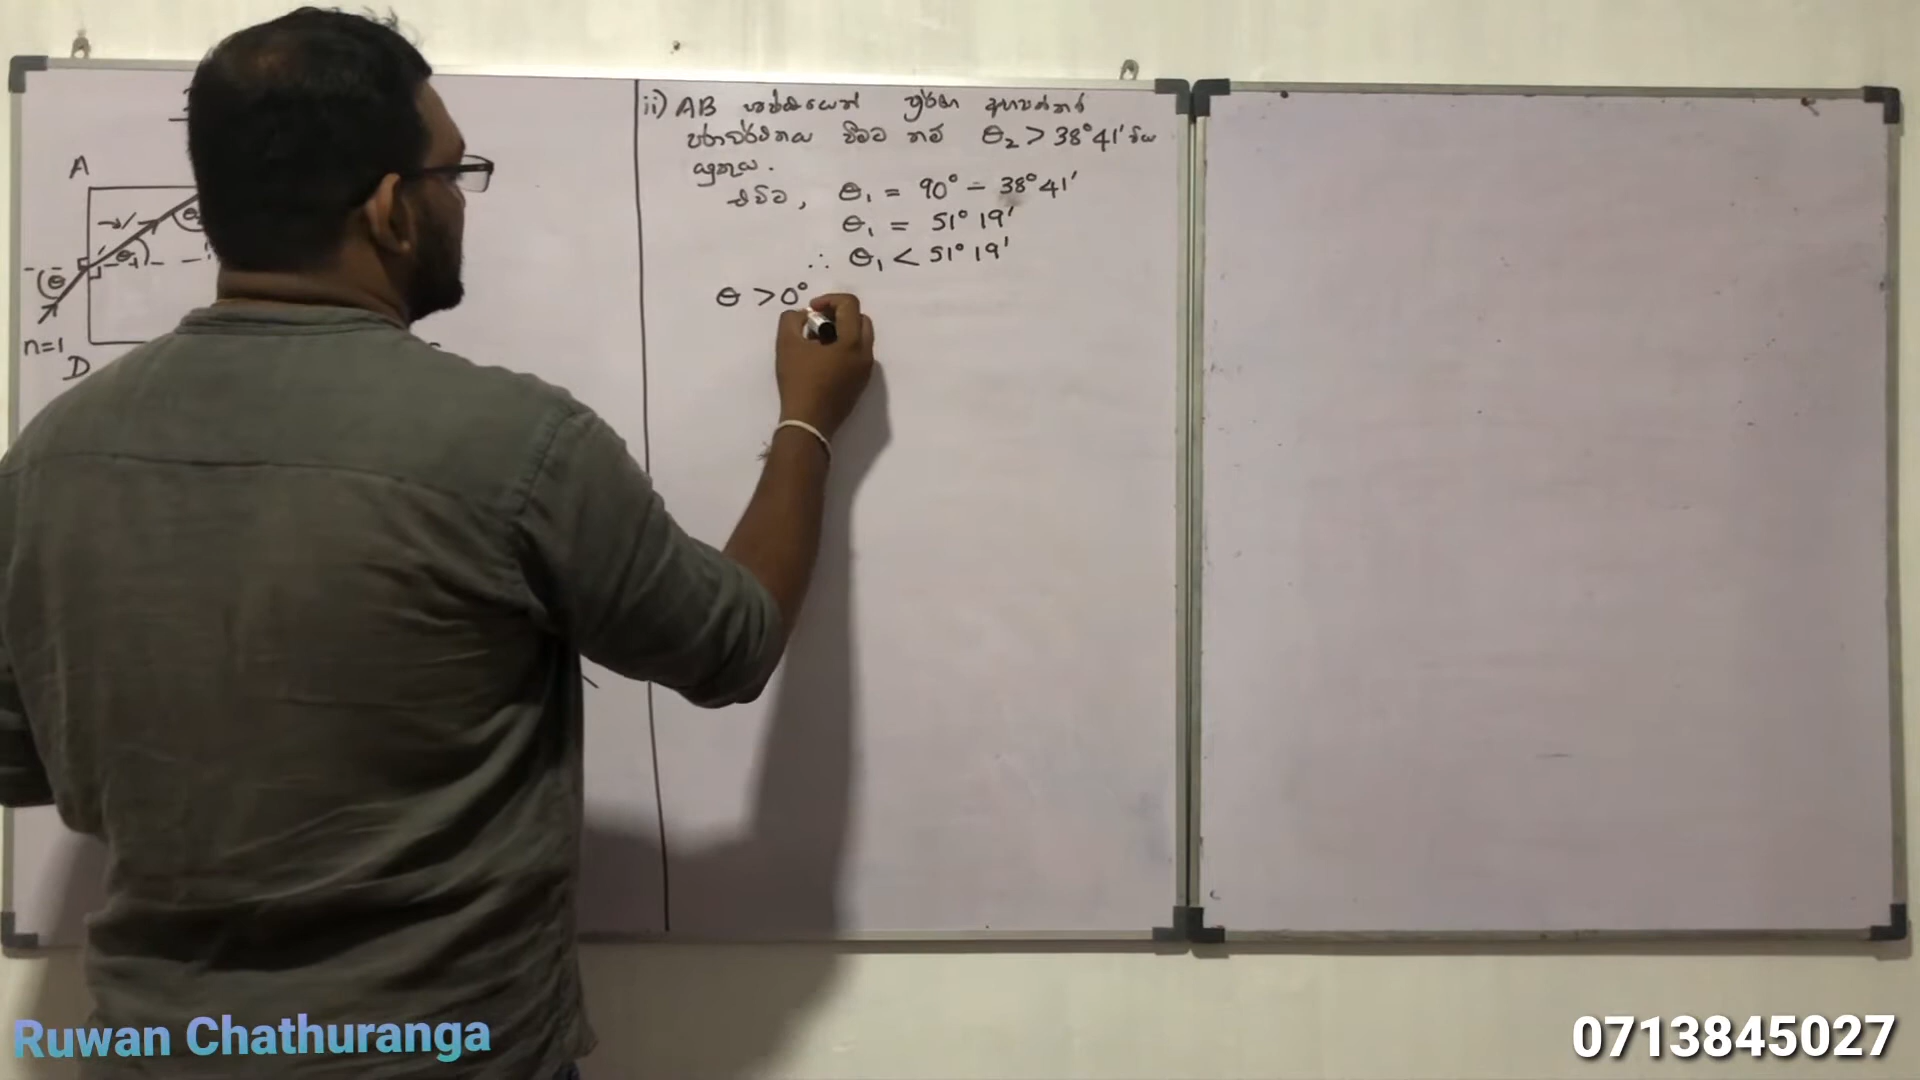 A
θ
θ₁
n=1
D
ii) AB පෘෂ්ඨයෙන් පූර්ණ අභ්‍යන්තර
පරාවර්තනය වීමට නම් θ₂ > 38°41' විය
යුතුය.
එවිට, θ₁ = 90° − 38°41'
θ₁ = 51° 19'
∴ θ₁ < 51° 19'
θ > 0°
Ruwan Chathuranga
0713845027